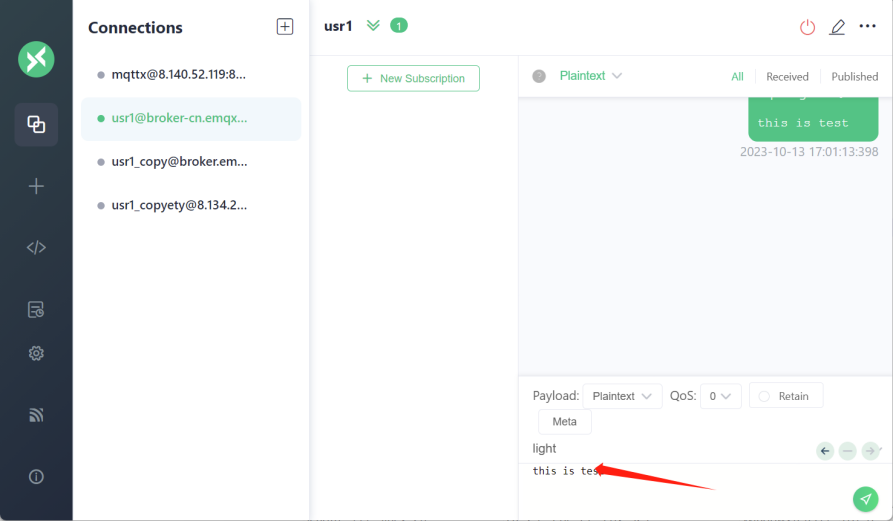 Connections
mqttx@8.140.52.119:8...
usr1@broker-cn.emqx...
usr1_copy@broker.em...
usr1_copyety@8.134.2...
usr1 1
New Subscription
Plaintext All Received Published
this is test
2023-10-13 17:01:13:398
Payload: Plaintext QoS: 0 Retain
Meta
light
this is tes